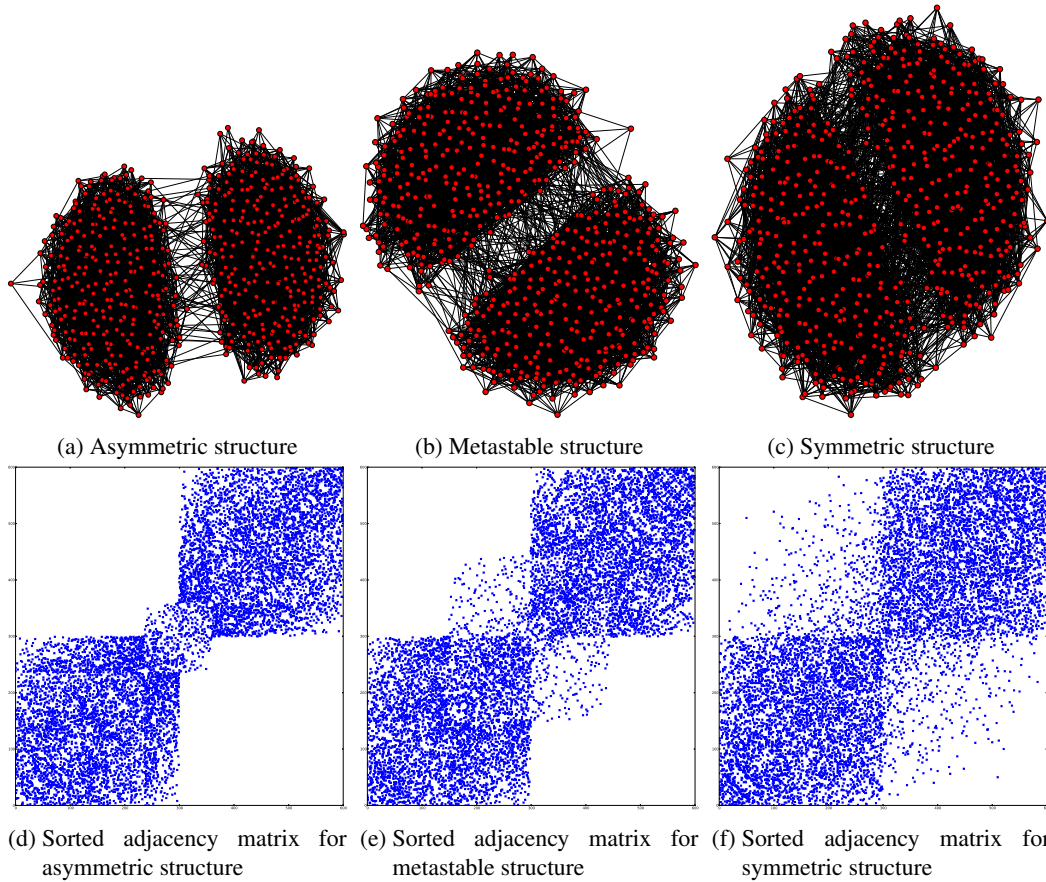 (a) Asymmetric structure
(b) Metastable structure
(c) Symmetric structure
(d) Sorted adjacency matrix for
asymmetric structure
(e) Sorted adjacency matrix for
metastable structure
(f) Sorted adjacency matrix for
symmetric structure